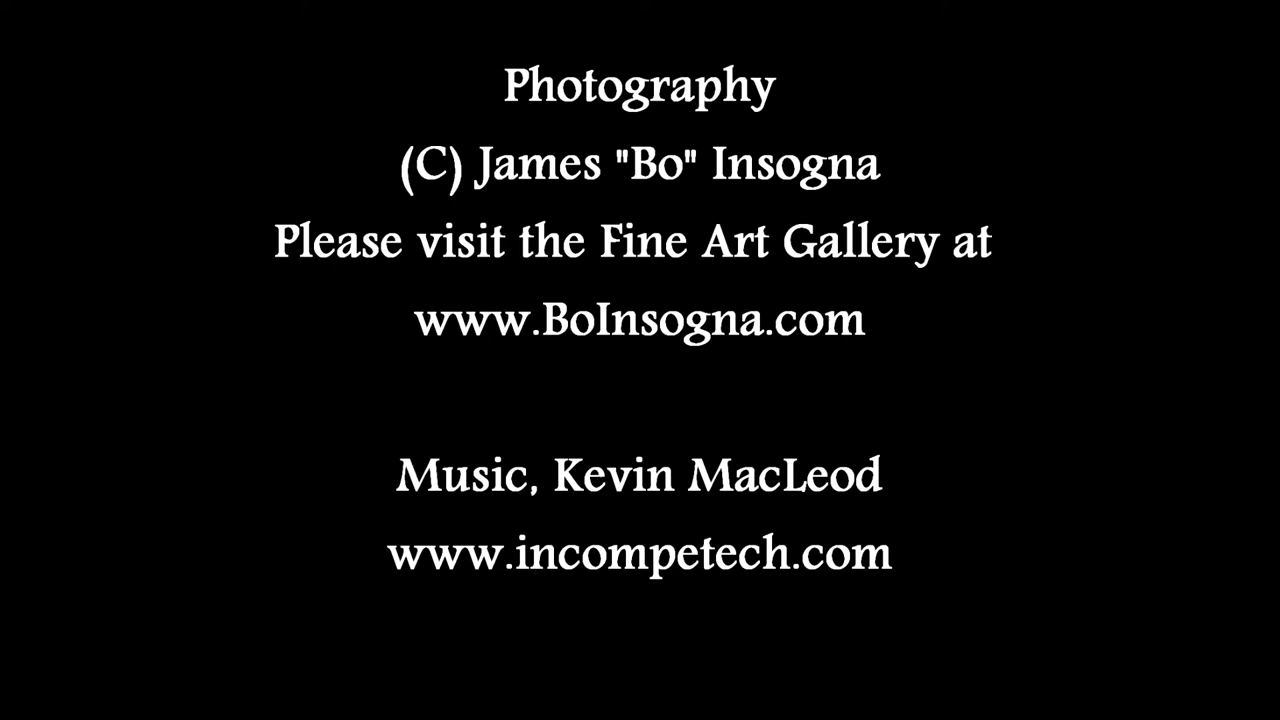 Photography
(C) James "Bo" Insogna
Please visit the Fine Art Gallery at
www.BoInsogna.com
Music, Kevin MacLeod
www.incompetech.com